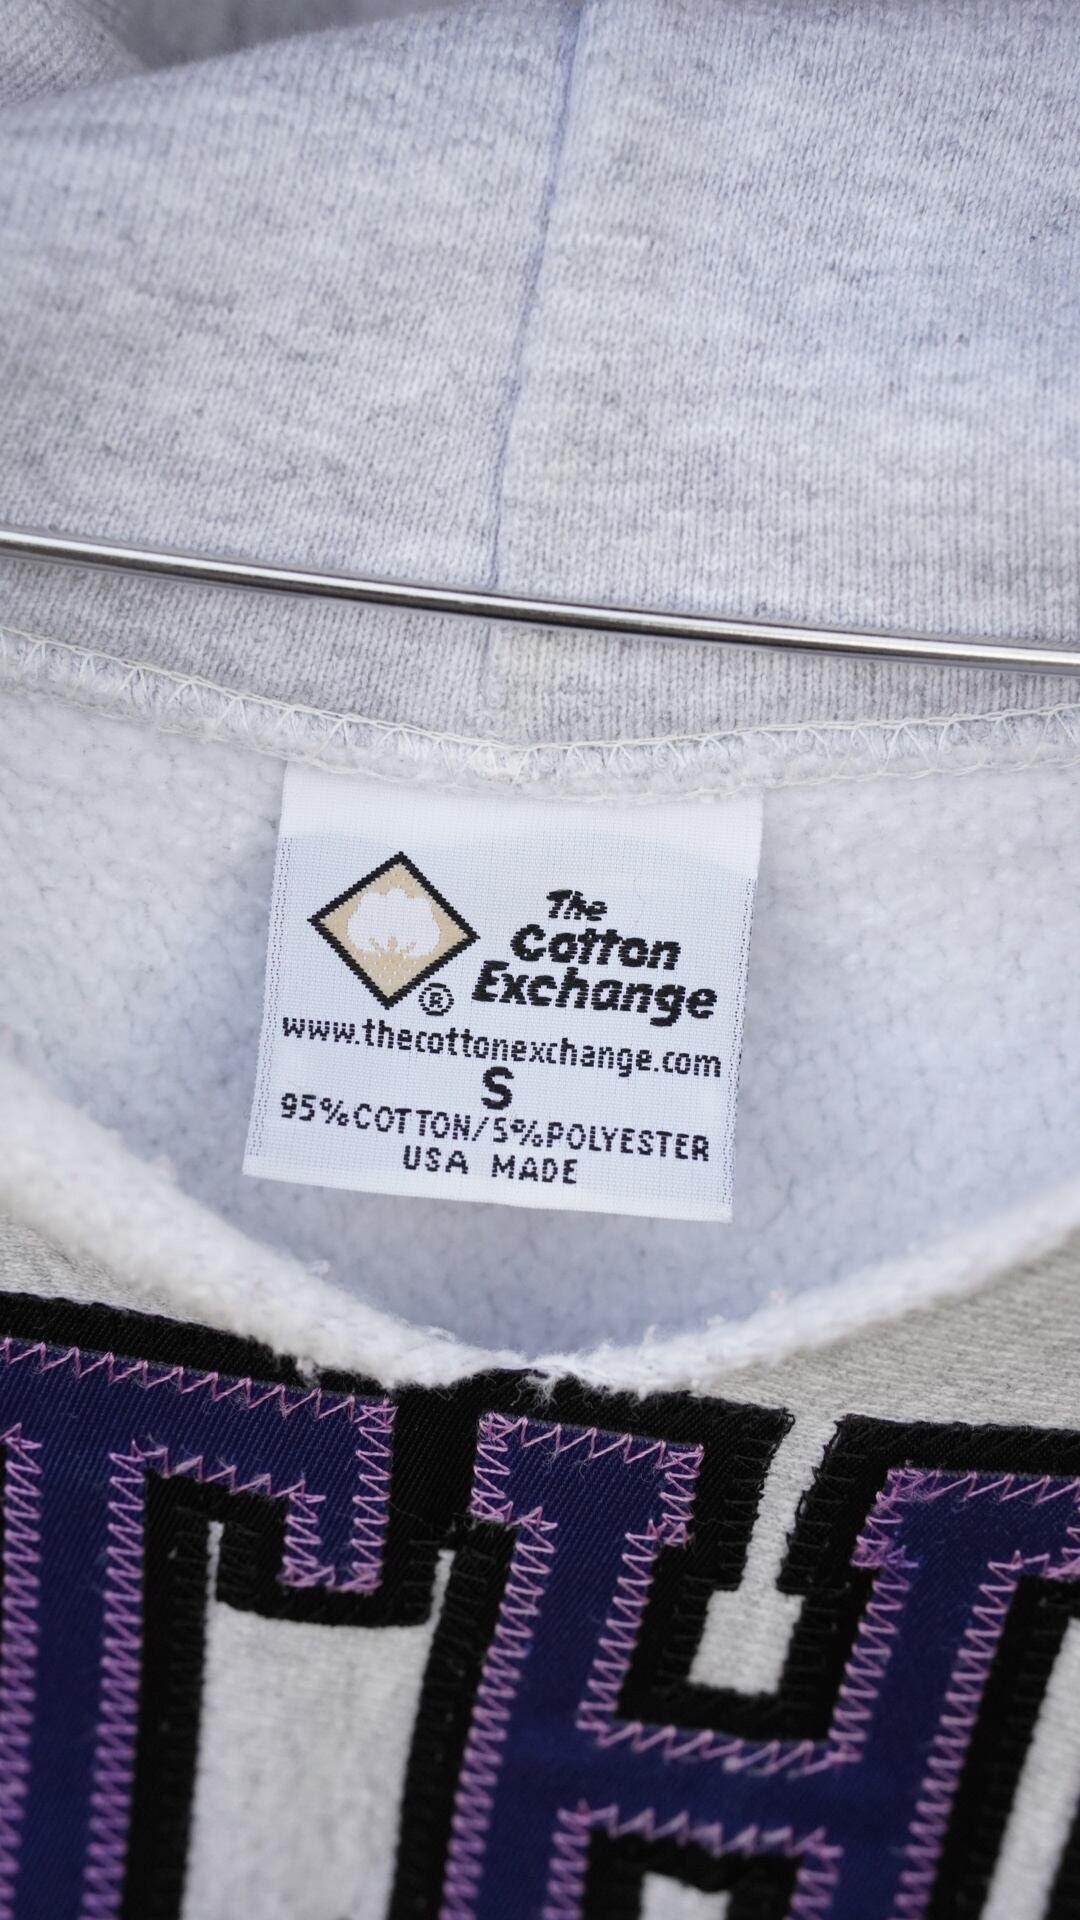 The
Cotton
Exchange
®
www.thecottonexchange.com
S
95%COTTON/5%POLYESTER
USA MADE